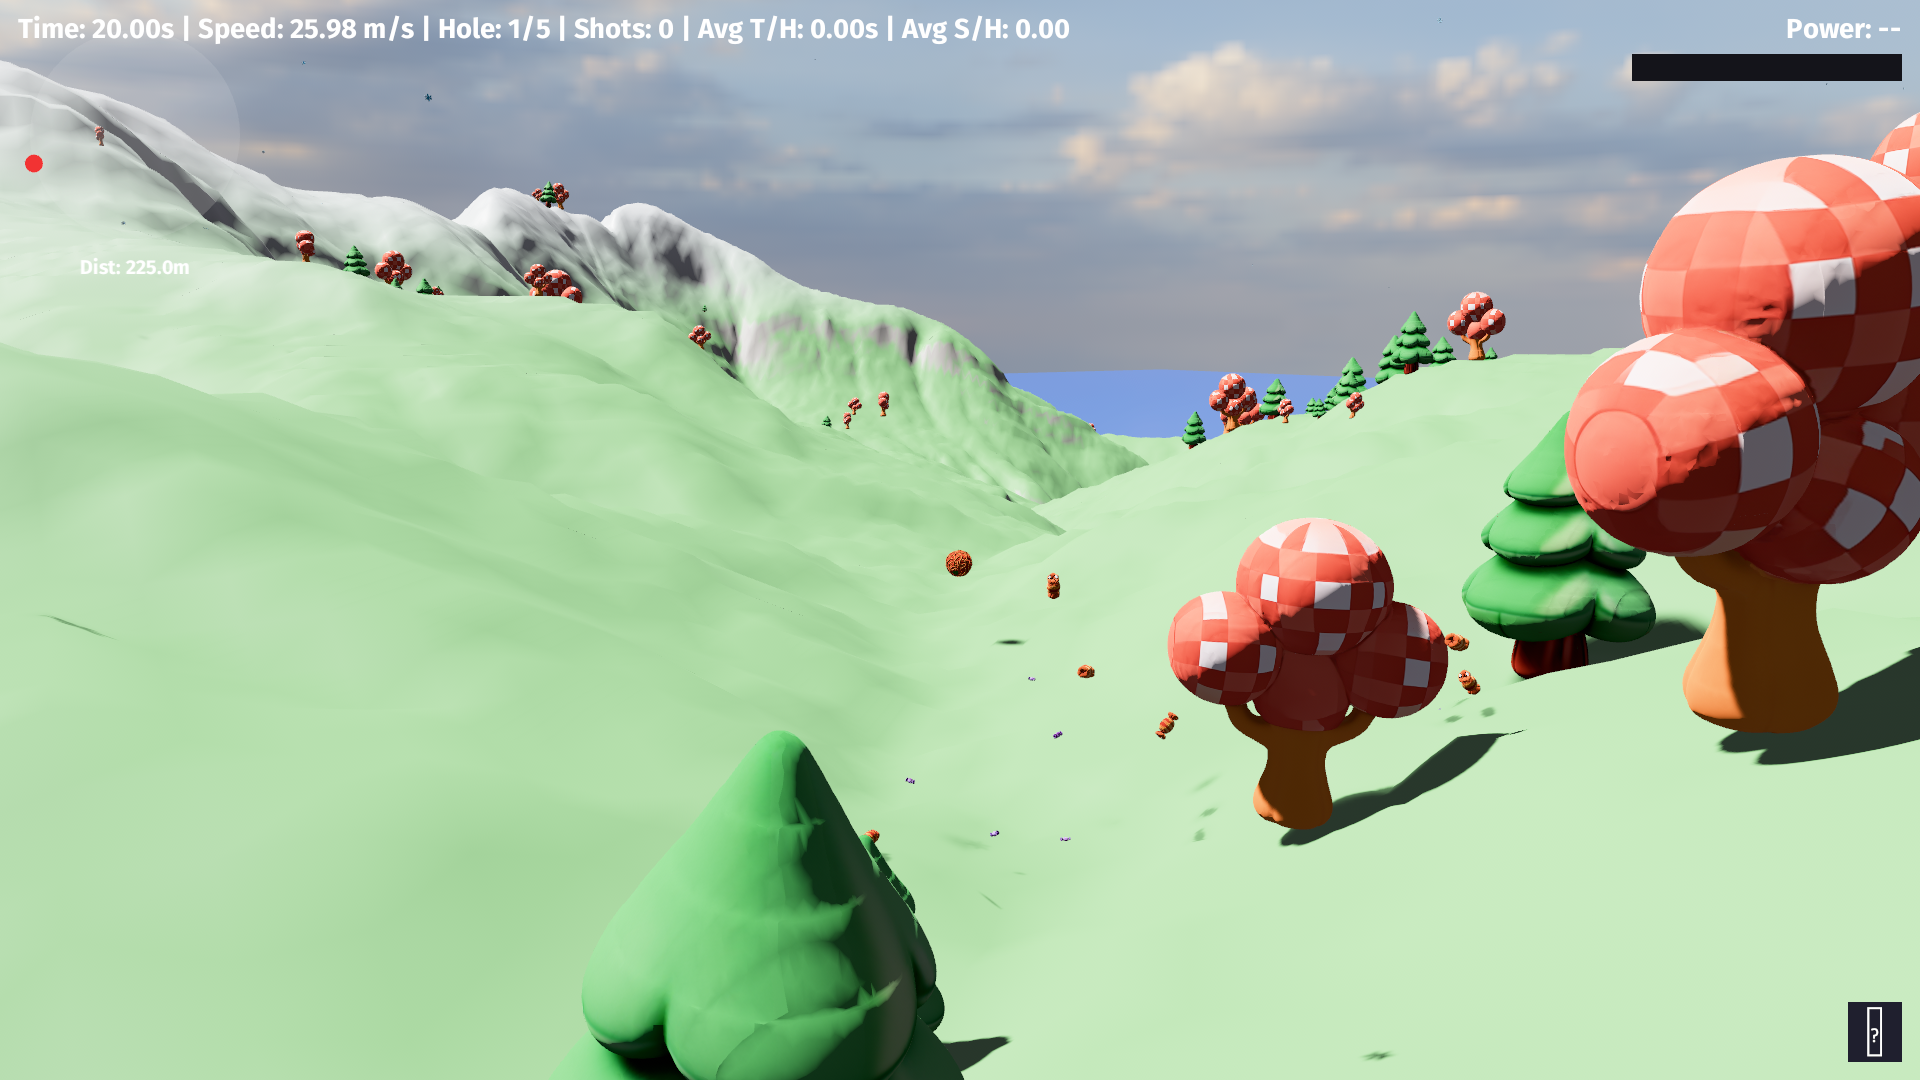 Time: 20.00s | Speed: 25.98 m/s | Hole: 1/5 | Shots: 0 | Avg T/H: 0.00s | Avg S/H: 0.00
Power: --
Dist: 225.0m
?